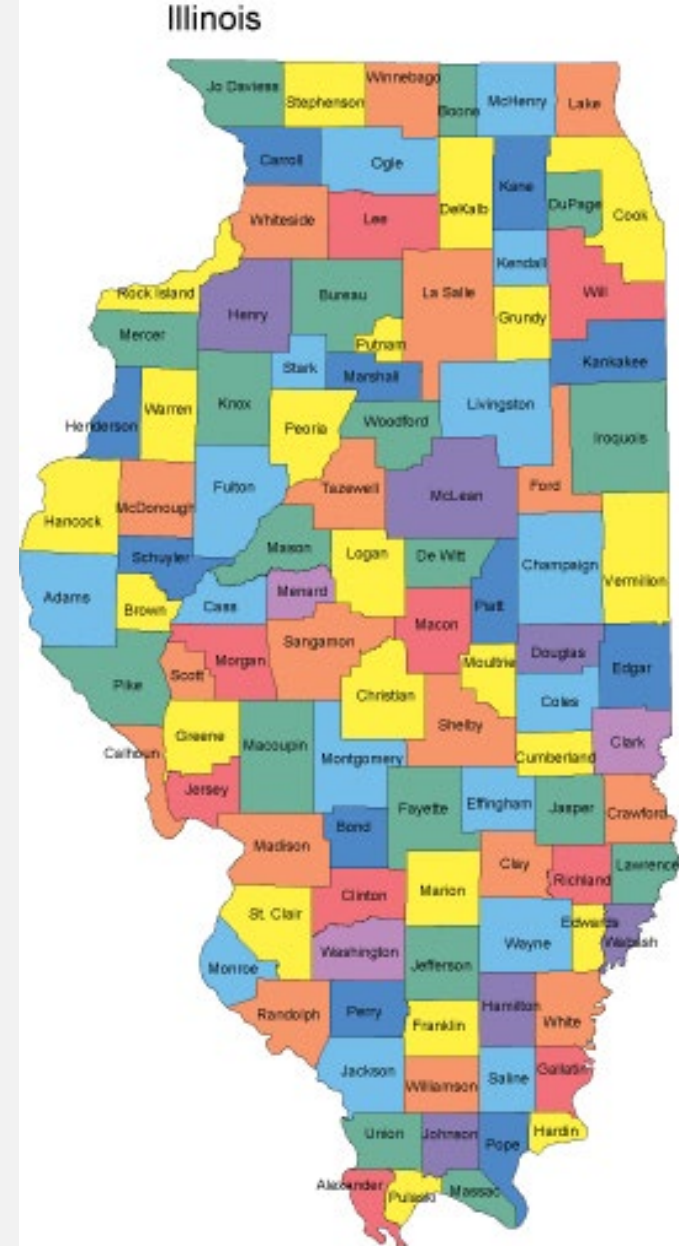 Illinois
Jo Daviess
Stephenson
Winnebago
Boone
McHenry
Lake
Carroll
Ogle
DeKalb
Kane
DuPage
Cook
Whiteside
Lee
Kendall
Rock Island
Henry
Bureau
La Salle
Will
Grundy
Mercer
Putnam
Kankakee
Stark
Marshall
Henderson
Warren
Knox
Peoria
Woodford
Livingston
Iroquois
Hancock
McDonough
Fulton
Tazewell
McLean
Ford
Schuyler
Mason
Logan
De Witt
Champaign
Vermilion
Adams
Brown
Cass
Menard
Macon
Piatt
Pike
Scott
Morgan
Sangamon
Christian
Moultrie
Douglas
Edgar
Coles
Shelby
Calhoun
Greene
Macoupin
Montgomery
Cumberland
Clark
Jersey
Fayette
Effingham
Jasper
Crawford
Madison
Bond
Clay
Richland
Lawrence
St. Clair
Clinton
Marion
Edwards
Wabash
Monroe
Washington
Jefferson
Wayne
Randolph
Perry
Franklin
Hamilton
White
Jackson
Williamson
Saline
Gallatin
Union
Johnson
Pope
Hardin
Alexander
Pulaski
Massac